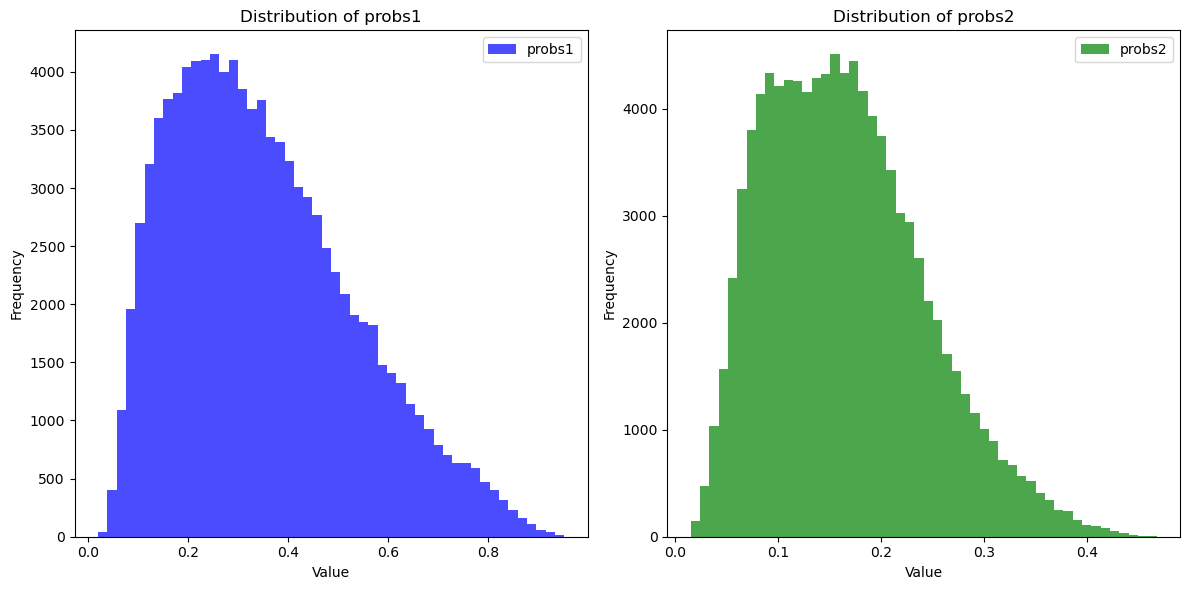 Distribution of probs1
probs1
Frequency
4000
3500
3000
2500
2000
1500
1000
500
0
0.0 0.2 0.4 0.6 0.8
Value
Distribution of probs2
probs2
Frequency
4000
3000
2000
1000
0
0.0 0.1 0.2 0.3 0.4
Value